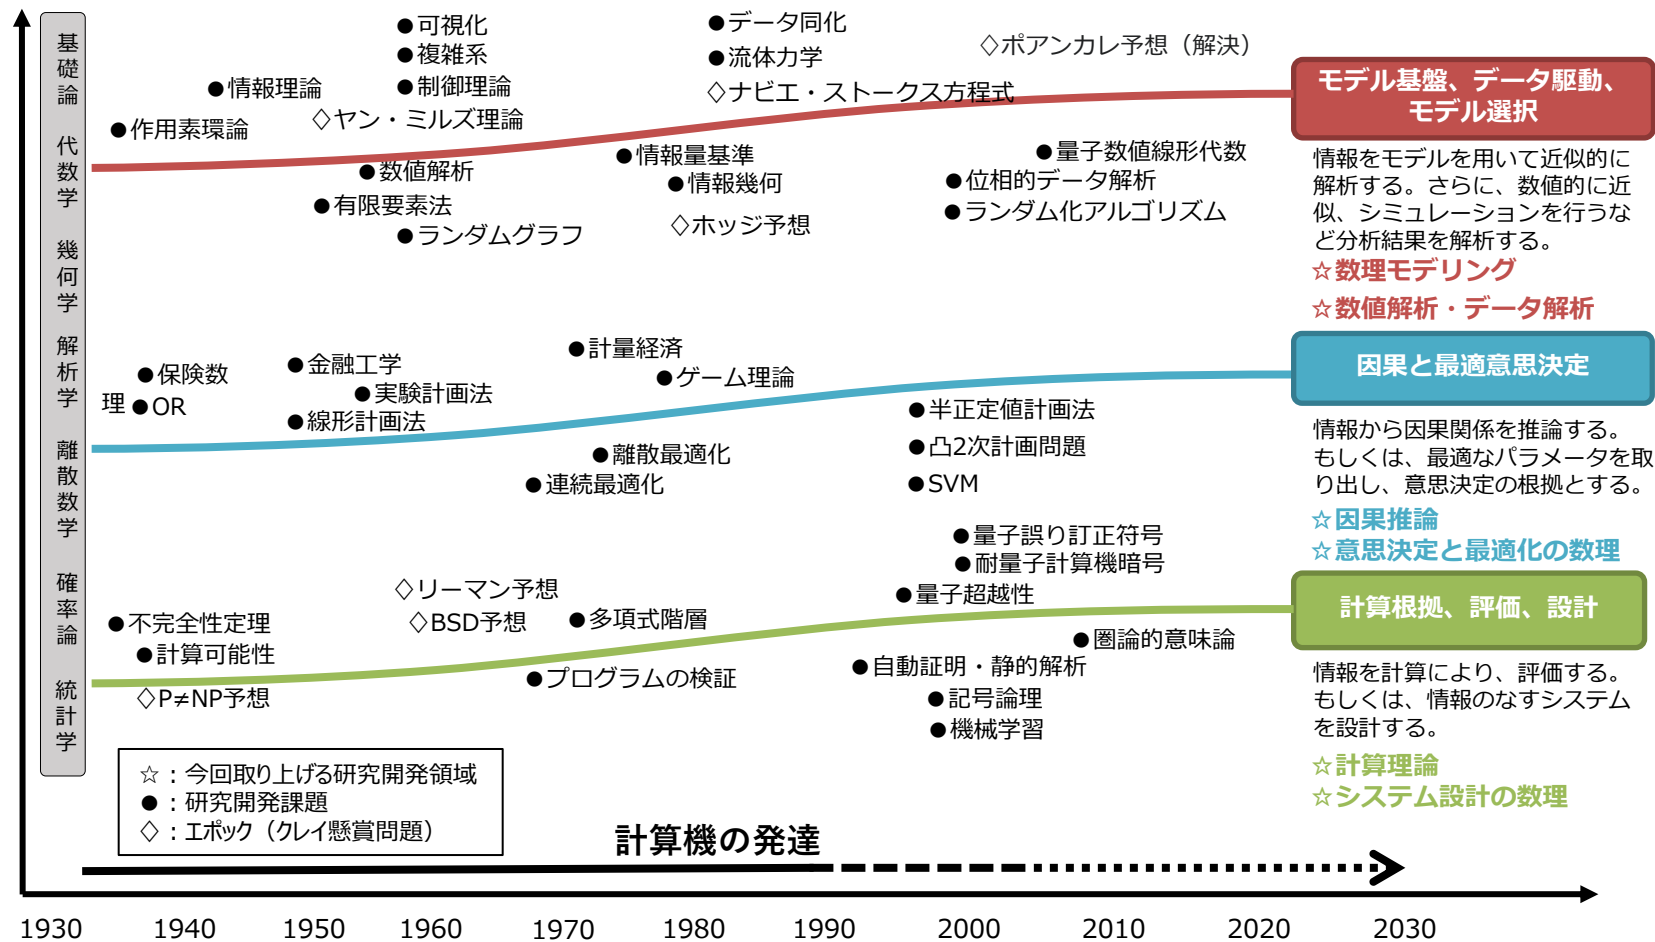 基礎論
代数学
幾何学
解析学
離散数学
確率論
統計学
●可視化
●複雑系
●制御理論
●情報理論
◇ヤン・ミルズ理論
●作用素環論
●データ同化
●流体力学
◇ナビエ・ストークス方程式
◇ポアンカレ予想（解決）
●数値解析
●有限要素法
●ランダムグラフ
●情報量基準
●情報幾何
◇ホッジ予想
●量子数値線形代数
●位相的データ解析
●ランダム化アルゴリズム
モデル基盤、データ駆動、
モデル選択
情報をモデルを用いて近似的に
解析する。さらに、数値的に近
似、シミュレーションを行うな
ど分析結果を解析する。
☆数理モデリング
☆数値解析・データ解析
●保険数
理 ●OR
●金融工学
●実験計画法
●線形計画法
●計量経済
●ゲーム理論
●離散最適化
●連続最適化
●半正定値計画法
●凸2次計画問題
●SVM
因果と最適意思決定
情報から因果関係を推論する。
もしくは、最適なパラメータを取
り出し、意思決定の根拠とする。
☆因果推論
☆意思決定と最適化の数理
●量子誤り訂正符号
●耐量子計算機暗号
●量子超越性
◇リーマン予想
◇BSD予想
●多項式階層
●不完全性定理
●計算可能性
◇P≠NP予想
●プログラムの検証
●圏論的意味論
●自動証明・静的解析
●記号論理
●機械学習
計算根拠、評価、設計
情報を計算により、評価する。
もしくは、情報のなすシステム
を設計する。
☆計算理論
☆システム設計の数理
☆：今回取り上げる研究開発領域
●：研究開発課題
◇：エポック（クレイ懸賞問題）
計算機の発達
1930 1940 1950 1960 1970 1980 1990 2000 2010 2020 2030